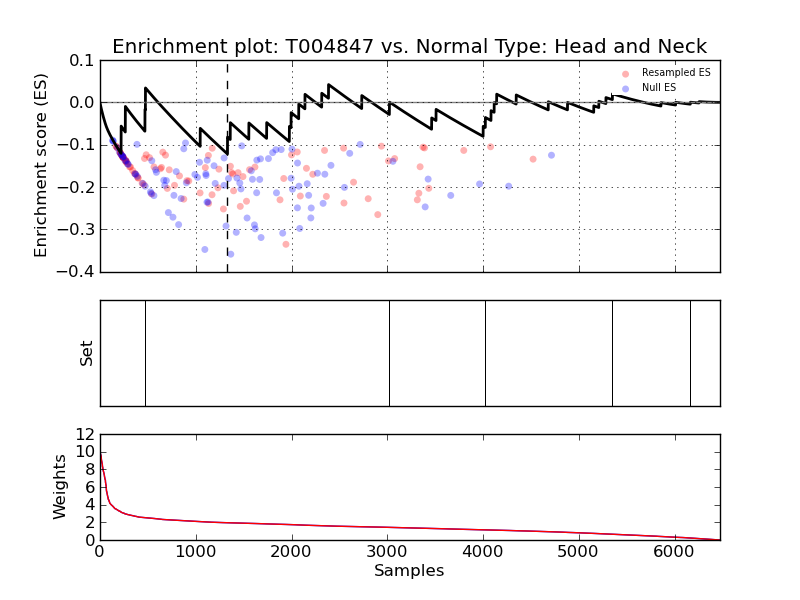 Enrichment plot: T004847 vs. Normal Type: Head and Neck
Enrichment score (ES)
0.1
0.0
−0.1
−0.2
−0.3
−0.4
Resampled ES
Null ES
Set
Weights
12
10
8
6
4
2
0
0 1000 2000 3000 4000 5000 6000
Samples